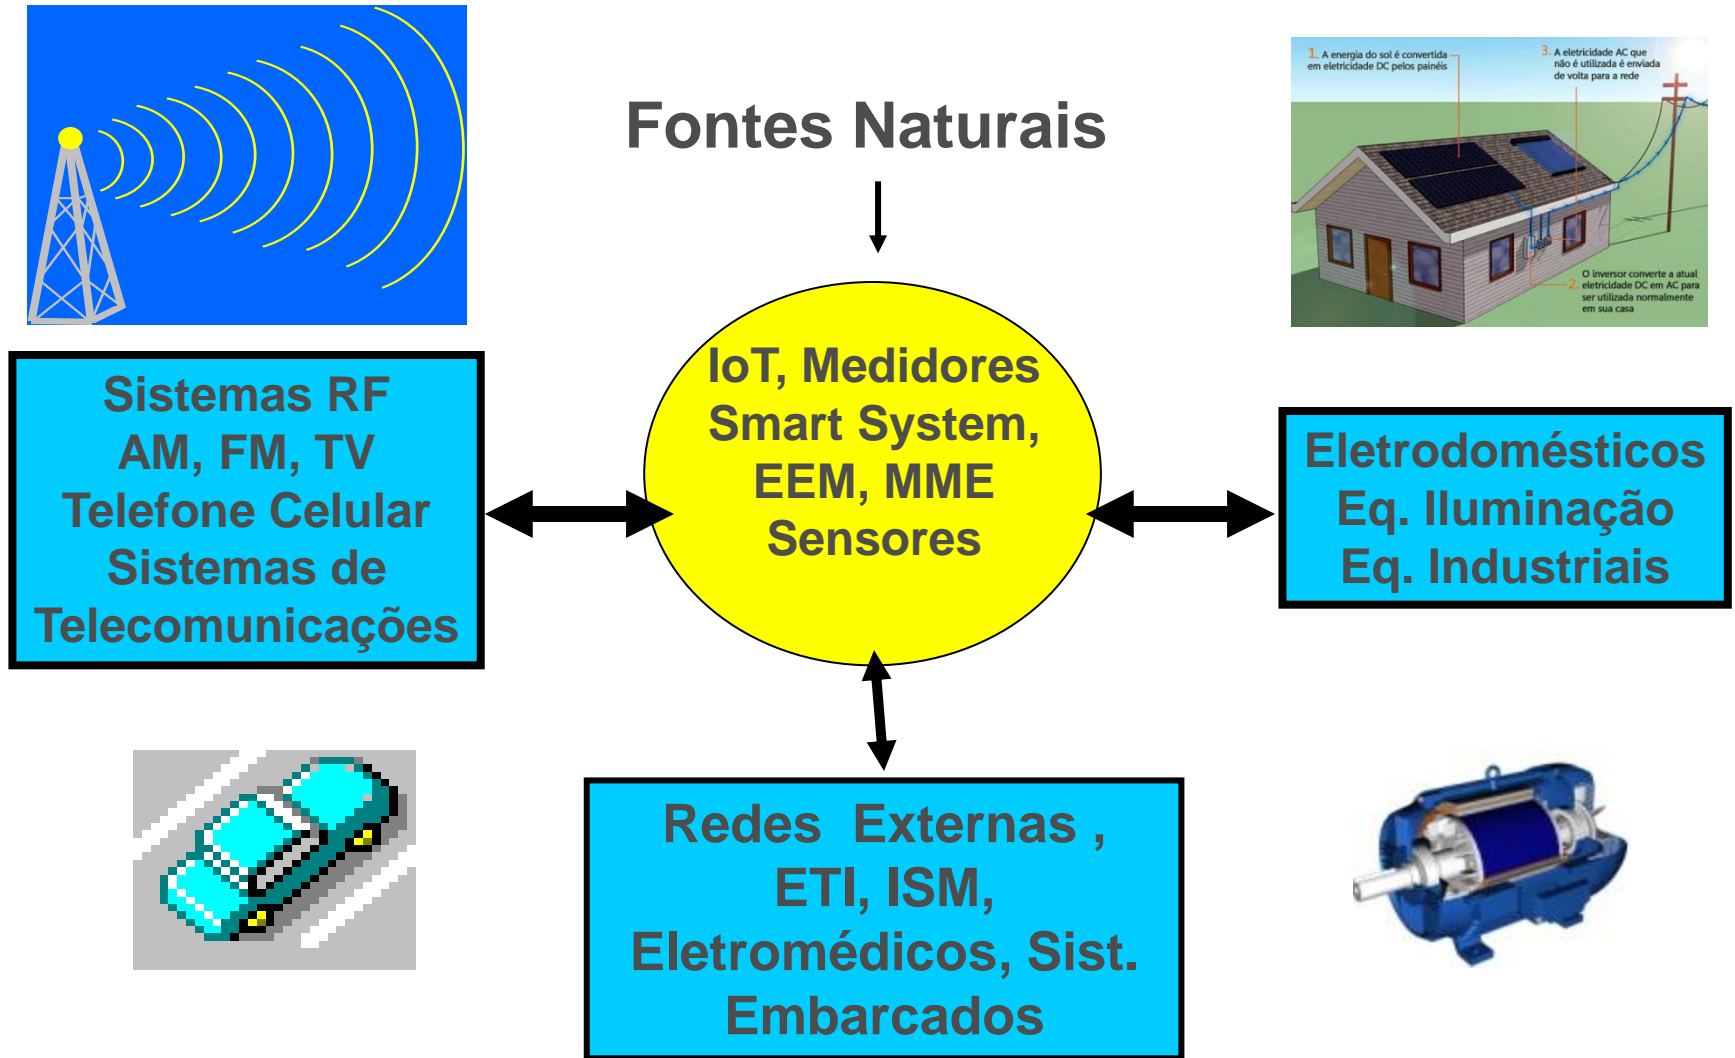 Fontes Naturais
1. A energia do sol é convertida
em eletricidade DC pelos painéis
3. A eletricidade AC que
não é utilizada é enviada
de volta para a rede
O inversor converte a atual
2. eletricidade DC em AC para
ser utilizada normalmente
em sua casa
Sistemas RF
AM, FM, TV
Telefone Celular
Sistemas de
Telecomunicações
IoT, Medidores
Smart System,
EEM, MME
Sensores
Eletrodomésticos
Eq. Iluminação
Eq. Industriais
Redes Externas ,
ETI, ISM,
Eletromédicos, Sist.
Embarcados